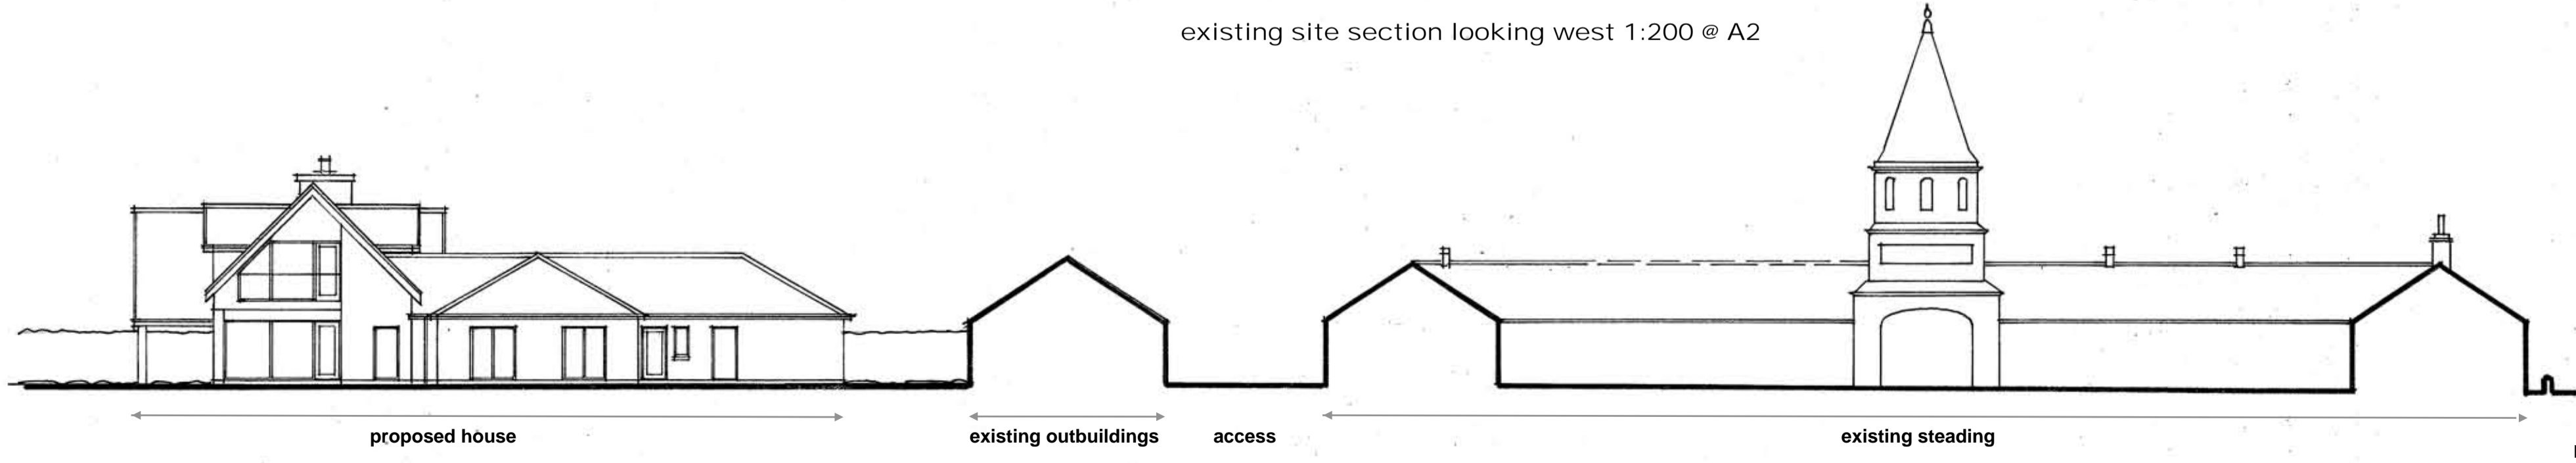 existing site section looking west 1:200 @ A2
proposed house
existing outbuildings
access
existing steading